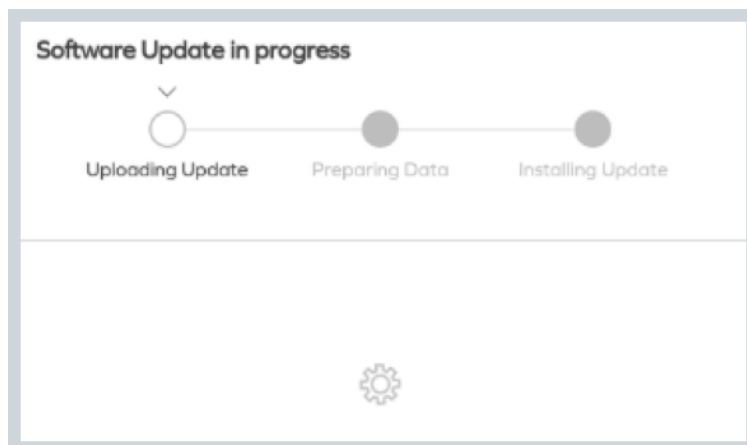 Software Update in progress
Uploading Update
Preparing Data
Installing Update